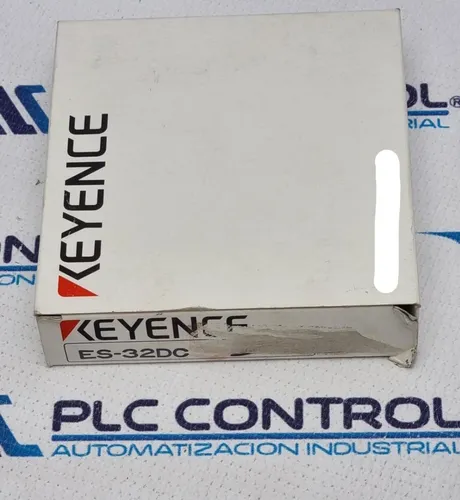 KEYENCE
KEYENCE
ES-32DC
PLC CONTROL
AUTOMATIZACION INDUSTRIAL